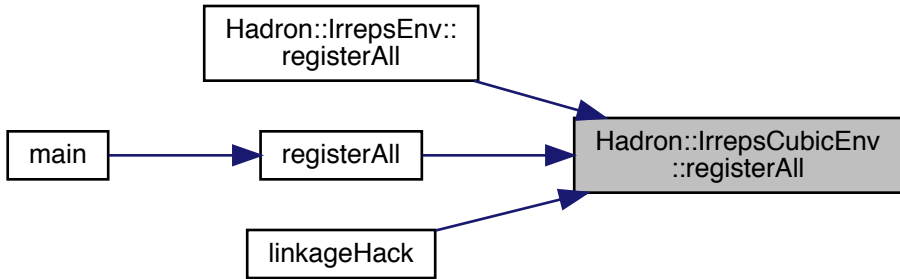 Hadron::IrrepsEnv::
registerAll
main
registerAll
Hadron::IrrepsCubicEnv
::registerAll
linkageHack